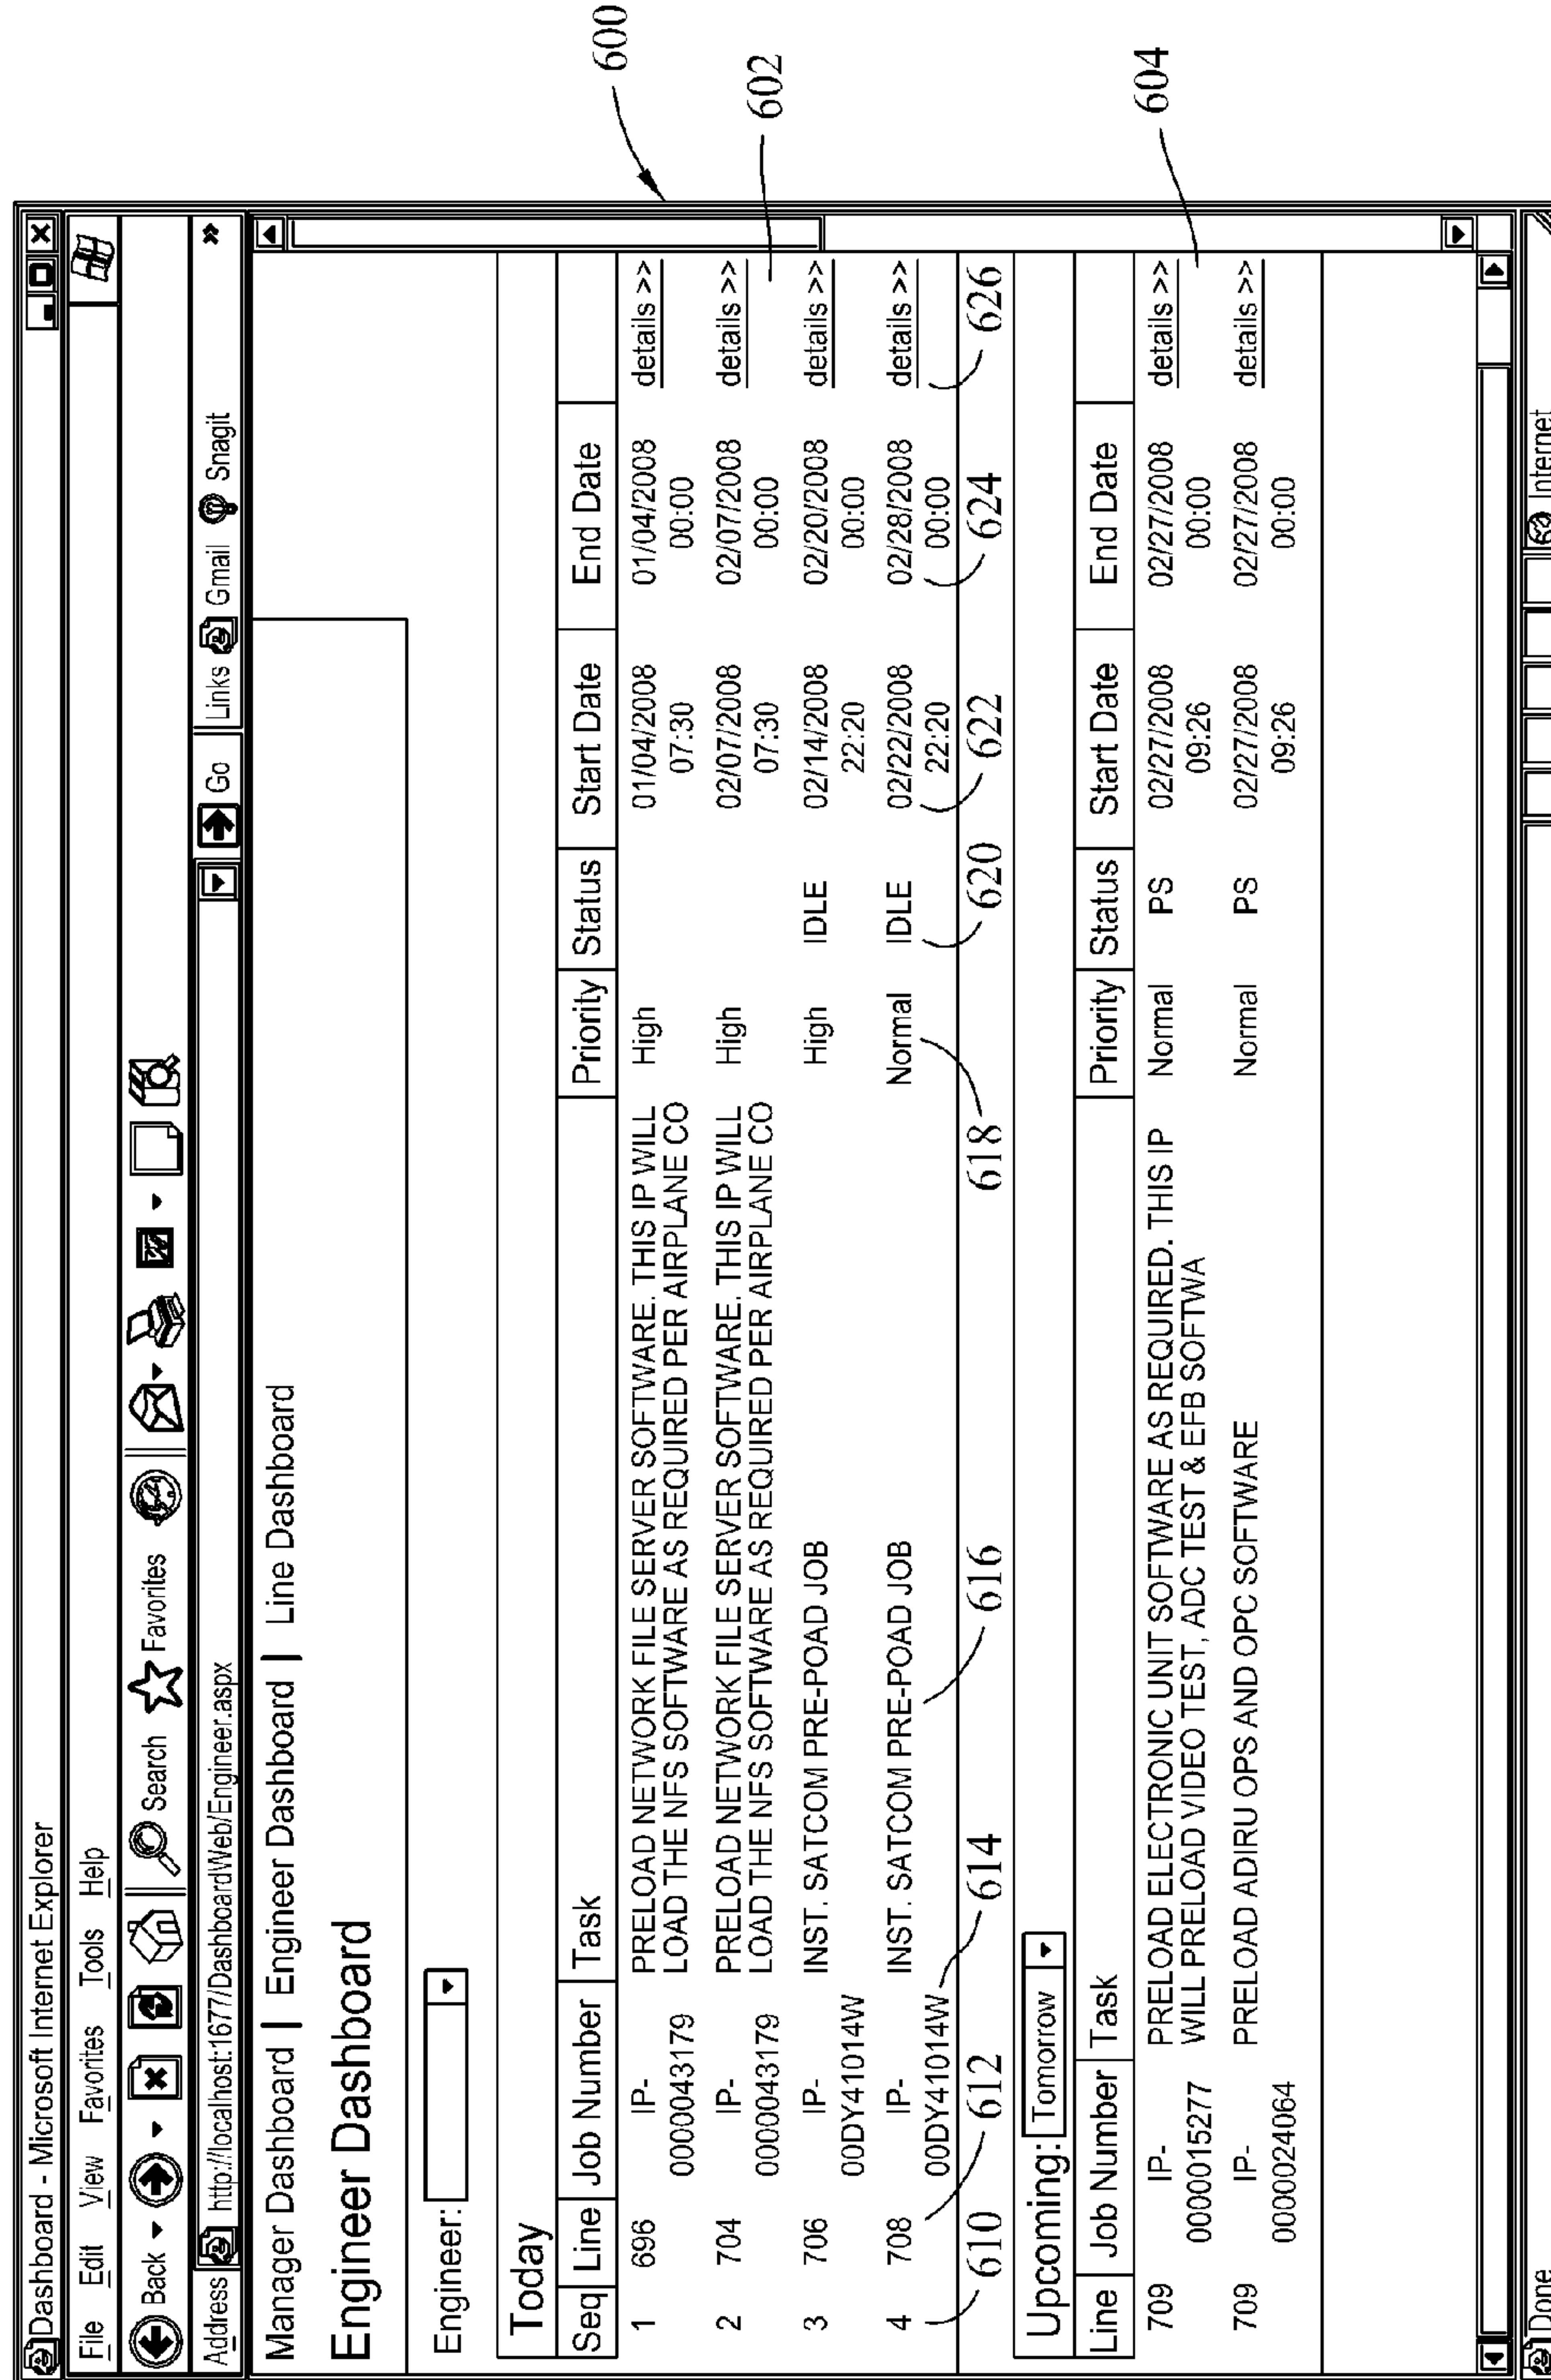 Dashboard - Microsoft Internet Explorer
File Edit View Favorites Tools Help
Back Search Favorites
Address http://localhost:1677/DashboardWeb/Engineer.aspx Go Links Gmail Snagit »
Manager Dashboard | Engineer Dashboard | Line Dashboard
Engineer Dashboard
Engineer:
600
Today
Seq Line Job Number Task Priority Status Start Date End Date
1 696 IP- PRELOAD NETWORK FILE SERVER SOFTWARE. THIS IP WILL High 01/04/2008 01/04/2008 details >>
0000043179 LOAD THE NFS SOFTWARE AS REQUIRED PER AIRPLANE CO 07:30 00:00
2 704 IP- PRELOAD NETWORK FILE SERVER SOFTWARE. THIS IP WILL High 02/07/2008 02/07/2008 details >>
0000043179 LOAD THE NFS SOFTWARE AS REQUIRED PER AIRPLANE CO 07:30 00:00
602
3 706 IP- INST. SATCOM PRE-POAD JOB High IDLE 02/14/2008 02/20/2008 details >>
00DY41014W 22:20 00:00
4 708 IP- INST. SATCOM PRE-POAD JOB Normal IDLE 02/22/2008 02/28/2008 details >>
00DY41014W 22:20 00:00
610 612 614 616 618 620 622 624 626
Upcoming: Tomorrow
Line Job Number Task Priority Status Start Date End Date
709 IP- PRELOAD ELECTRONIC UNIT SOFTWARE AS REQUIRED. THIS IP Normal PS 02/27/2008 02/27/2008 details >>
0000015277 WILL PRELOAD VIDEO TEST, ADC TEST & EFB SOFTWA 09:26 00:00
604
709 IP- PRELOAD ADIRU OPS AND OPC SOFTWARE Normal PS 02/27/2008 02/27/2008 details >>
0000024064 09:26 00:00
Done Internet